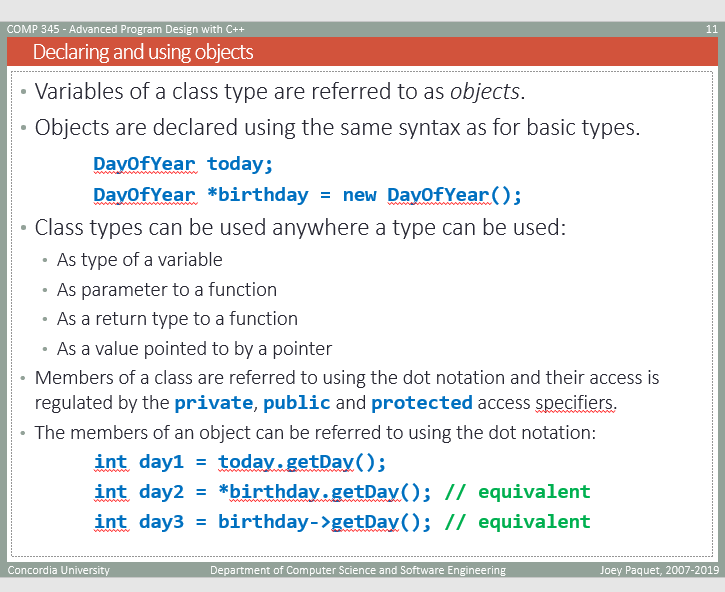 COMP 345 - Advanced Program Design with C++ 11
Declaring and using objects
• Variables of a class type are referred to as objects.
• Objects are declared using the same syntax as for basic types.
DayOfYear today;
DayOfYear *birthday = new DayOfYear();
• Class types can be used anywhere a type can be used:
• As type of a variable
• As parameter to a function
• As a return type to a function
• As a value pointed to by a pointer
• Members of a class are referred to using the dot notation and their access is
regulated by the private, public and protected access specifiers.
• The members of an object can be referred to using the dot notation:
int day1 = today.getDay();
int day2 = *birthday.getDay(); // equivalent
int day3 = birthday->getDay(); // equivalent
Concordia University Department of Computer Science and Software Engineering Joey Paquet, 2007-2019